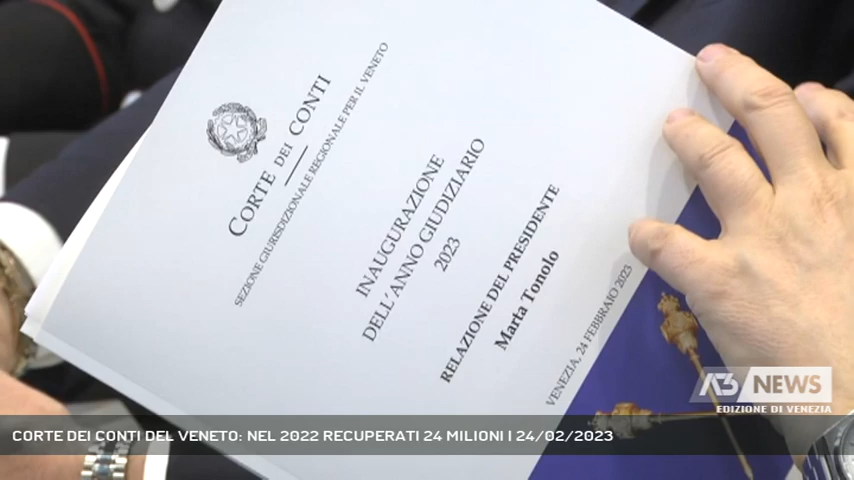 CORTE DEI CONTI
SEZIONE GIURISDIZIONALE REGIONALE PER IL VENETO
INAUGURAZIONE
DELL'ANNO GIUDIZIARIO
2023
RELAZIONE DEL PRESIDENTE
Marta Tonolo
VENEZIA, 24 FEBBRAIO 2023
A3 NEWS
EDIZIONE DI VENEZIA
CORTE DEI CONTI DEL VENETO: NEL 2022 RECUPERATI 24 MILIONI | 24/02/2023